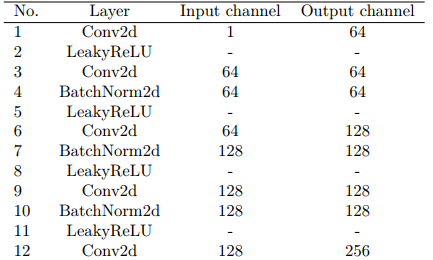 No. Layer Input channel Output channel
1 Conv2d 1 64
2 LeakyReLU - -
3 Conv2d 64 64
4 BatchNorm2d 64 64
5 LeakyReLU - -
6 Conv2d 64 128
7 BatchNorm2d 128 128
8 LeakyReLU - -
9 Conv2d 128 128
10 BatchNorm2d 128 128
11 LeakyReLU - -
12 Conv2d 128 256